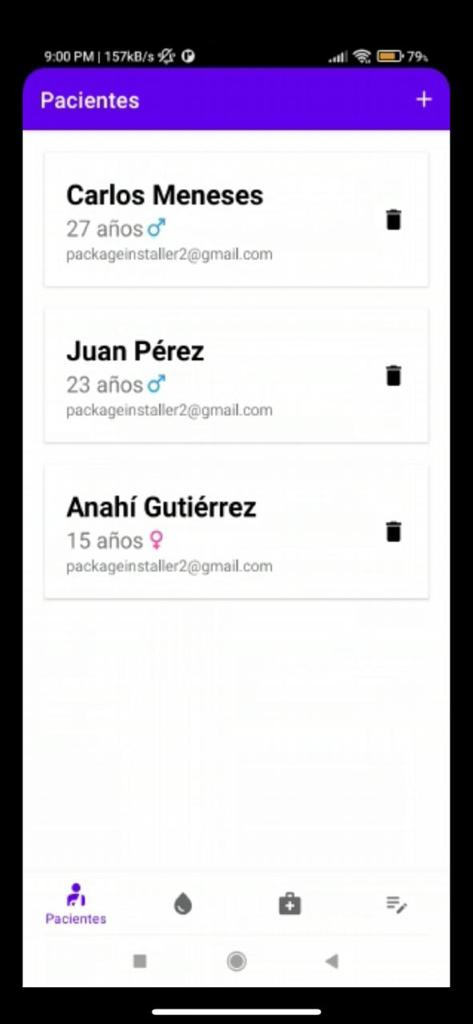 9:00 PM | 157kB/s
79%
Pacientes
+
Carlos Meneses
27 años
packageinstaller2@gmail.com
Juan Pérez
23 años
packageinstaller2@gmail.com
Anahí Gutiérrez
15 años
packageinstaller2@gmail.com
Pacientes